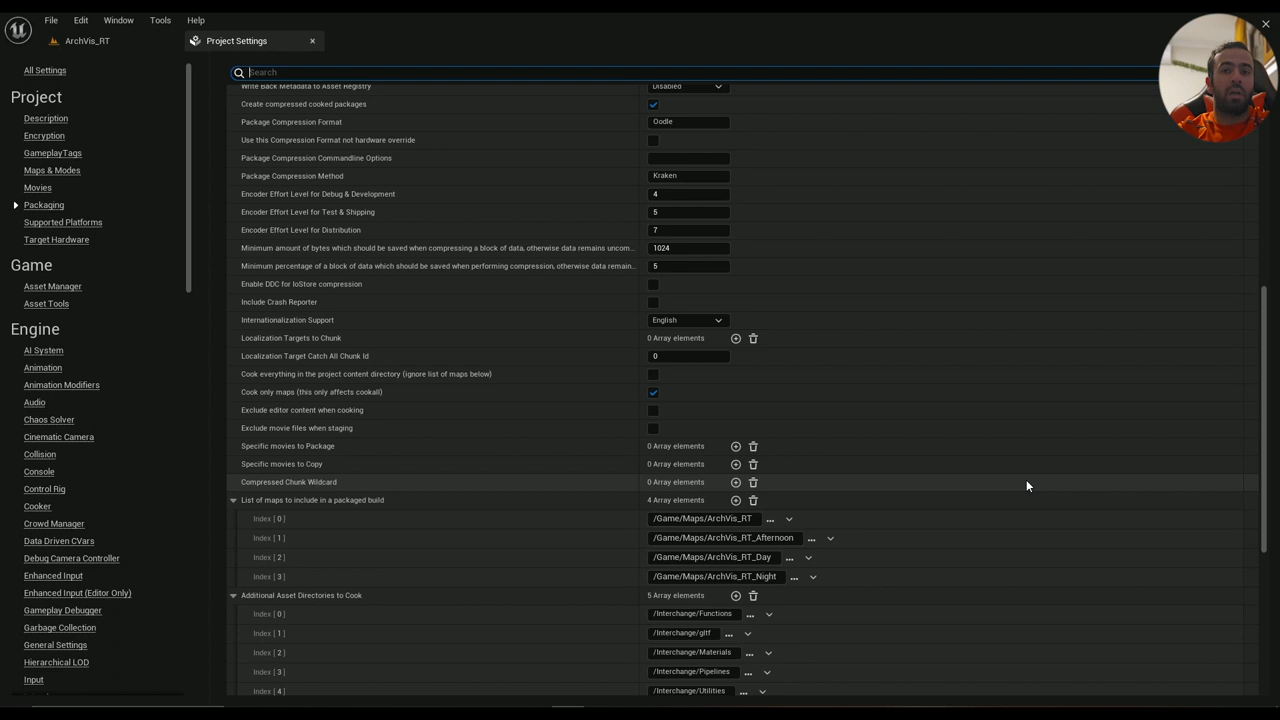 File Edit Window Tools Help
ArchVis_RT Project Settings
All Settings
Search
Project
Description
Encryption
GameplayTags
Maps & Modes
Movies
Packaging
Supported Platforms
Target Hardware
Game
Asset Manager
Asset Tools
Engine
AI System
Animation
Animation Modifiers
Audio
Chaos Solver
Cinematic Camera
Collision
Console
Control Rig
Cooker
Crowd Manager
Data Driven CVars
Debug Camera Controller
Enhanced Input
Enhanced Input (Editor Only)
Gameplay Debugger
Garbage Collection
General Settings
Hierarchical LOD
Input
Write Back Metadata to Asset Registry Disabled
Create compressed cooked packages
Package Compression Format Oodle
Use this Compression Format not hardware override
Package Compression Commandline Options
Package Compression Method Kraken
Encoder Effort Level for Debug & Development 4
Encoder Effort Level for Test & Shipping 5
Encoder Effort Level for Distribution 7
Minimum amount of bytes which should be saved when compressing a block of data, otherwise data remains uncom... 1024
Minimum percentage of a block of data which should be saved when performing compression, otherwise data remain... 5
Enable DDC for IoStore compression
Include Crash Reporter
Internationalization Support English
Localization Targets to Chunk 0 Array elements
Localization Target Catch All Chunk Id 0
Cook everything in the project content directory (ignore list of maps below)
Cook only maps (this only affects cookall)
Exclude editor content when cooking
Exclude movie files when staging
Specific movies to Package 0 Array elements
Specific movies to Copy 0 Array elements
Compressed Chunk Wildcard 0 Array elements
List of maps to include in a packaged build 4 Array elements
Index [ 0 ] /Game/Maps/ArchVis_RT ...
Index [ 1 ] /Game/Maps/ArchVis_RT_Afternoon ...
Index [ 2 ] /Game/Maps/ArchVis_RT_Day ...
Index [ 3 ] /Game/Maps/ArchVis_RT_Night ...
Additional Asset Directories to Cook 5 Array elements
Index [ 0 ] /Interchange/Functions ...
Index [ 1 ] /Interchange/gltf ...
Index [ 2 ] /Interchange/Materials ...
Index [ 3 ] /Interchange/Pipelines ...
Index [ 4 ] /Interchange/Utilities ...